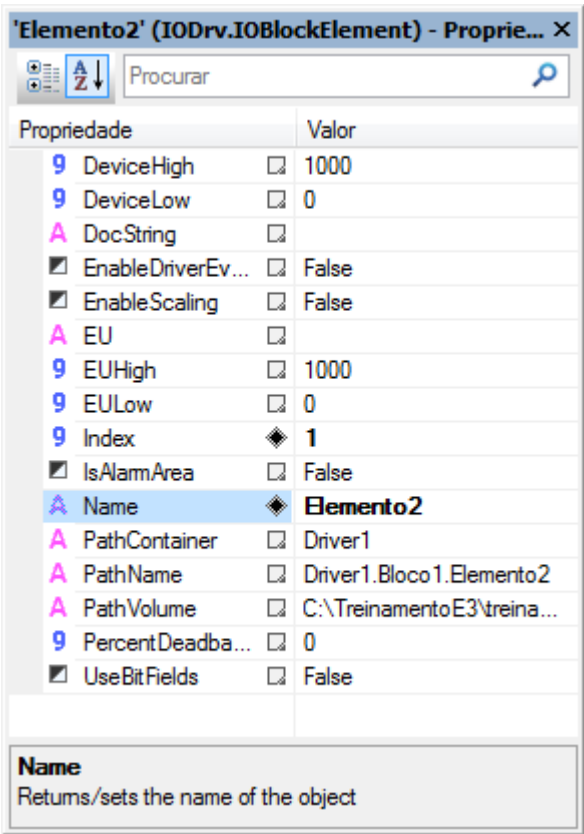 'Elemento2' (IODrv.IOBlockElement) - Proprie...
Procurar
Propriedade Valor
DeviceHigh 1000
DeviceLow 0
DocString
EnableDriverEv... False
EnableScaling False
EU
EUHigh 1000
EULow 0
Index 1
IsAlarmArea False
Name Elemento2
PathContainer Driver1
PathName Driver1.Bloco1.Elemento2
PathVolume C:\TreinamentoE3\treina...
PercentDeadba... 0
UseBitFields False
Name
Returns/sets the name of the object